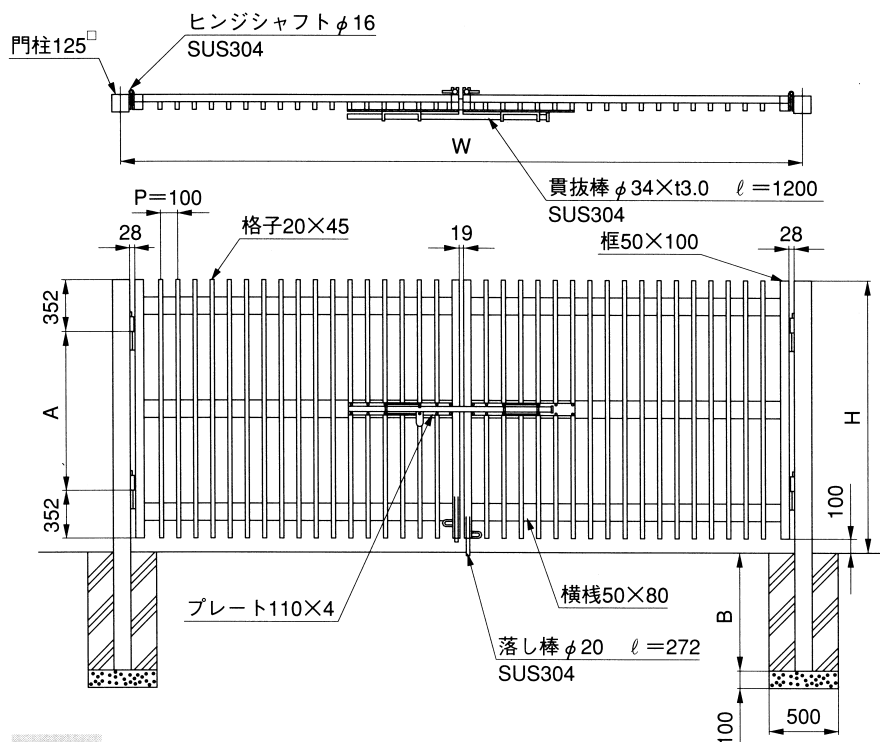 ヒンジシャフトφ16
SUS304
門柱125□
W
貫抜棒φ34×t3.0 ℓ=1200
SUS304
P=100
格子20×45
28
19
框50×100
28
352
A
352
H
100
プレート110×4
横桟50×80
B
落し棒φ20 ℓ=272
SUS304
100
500